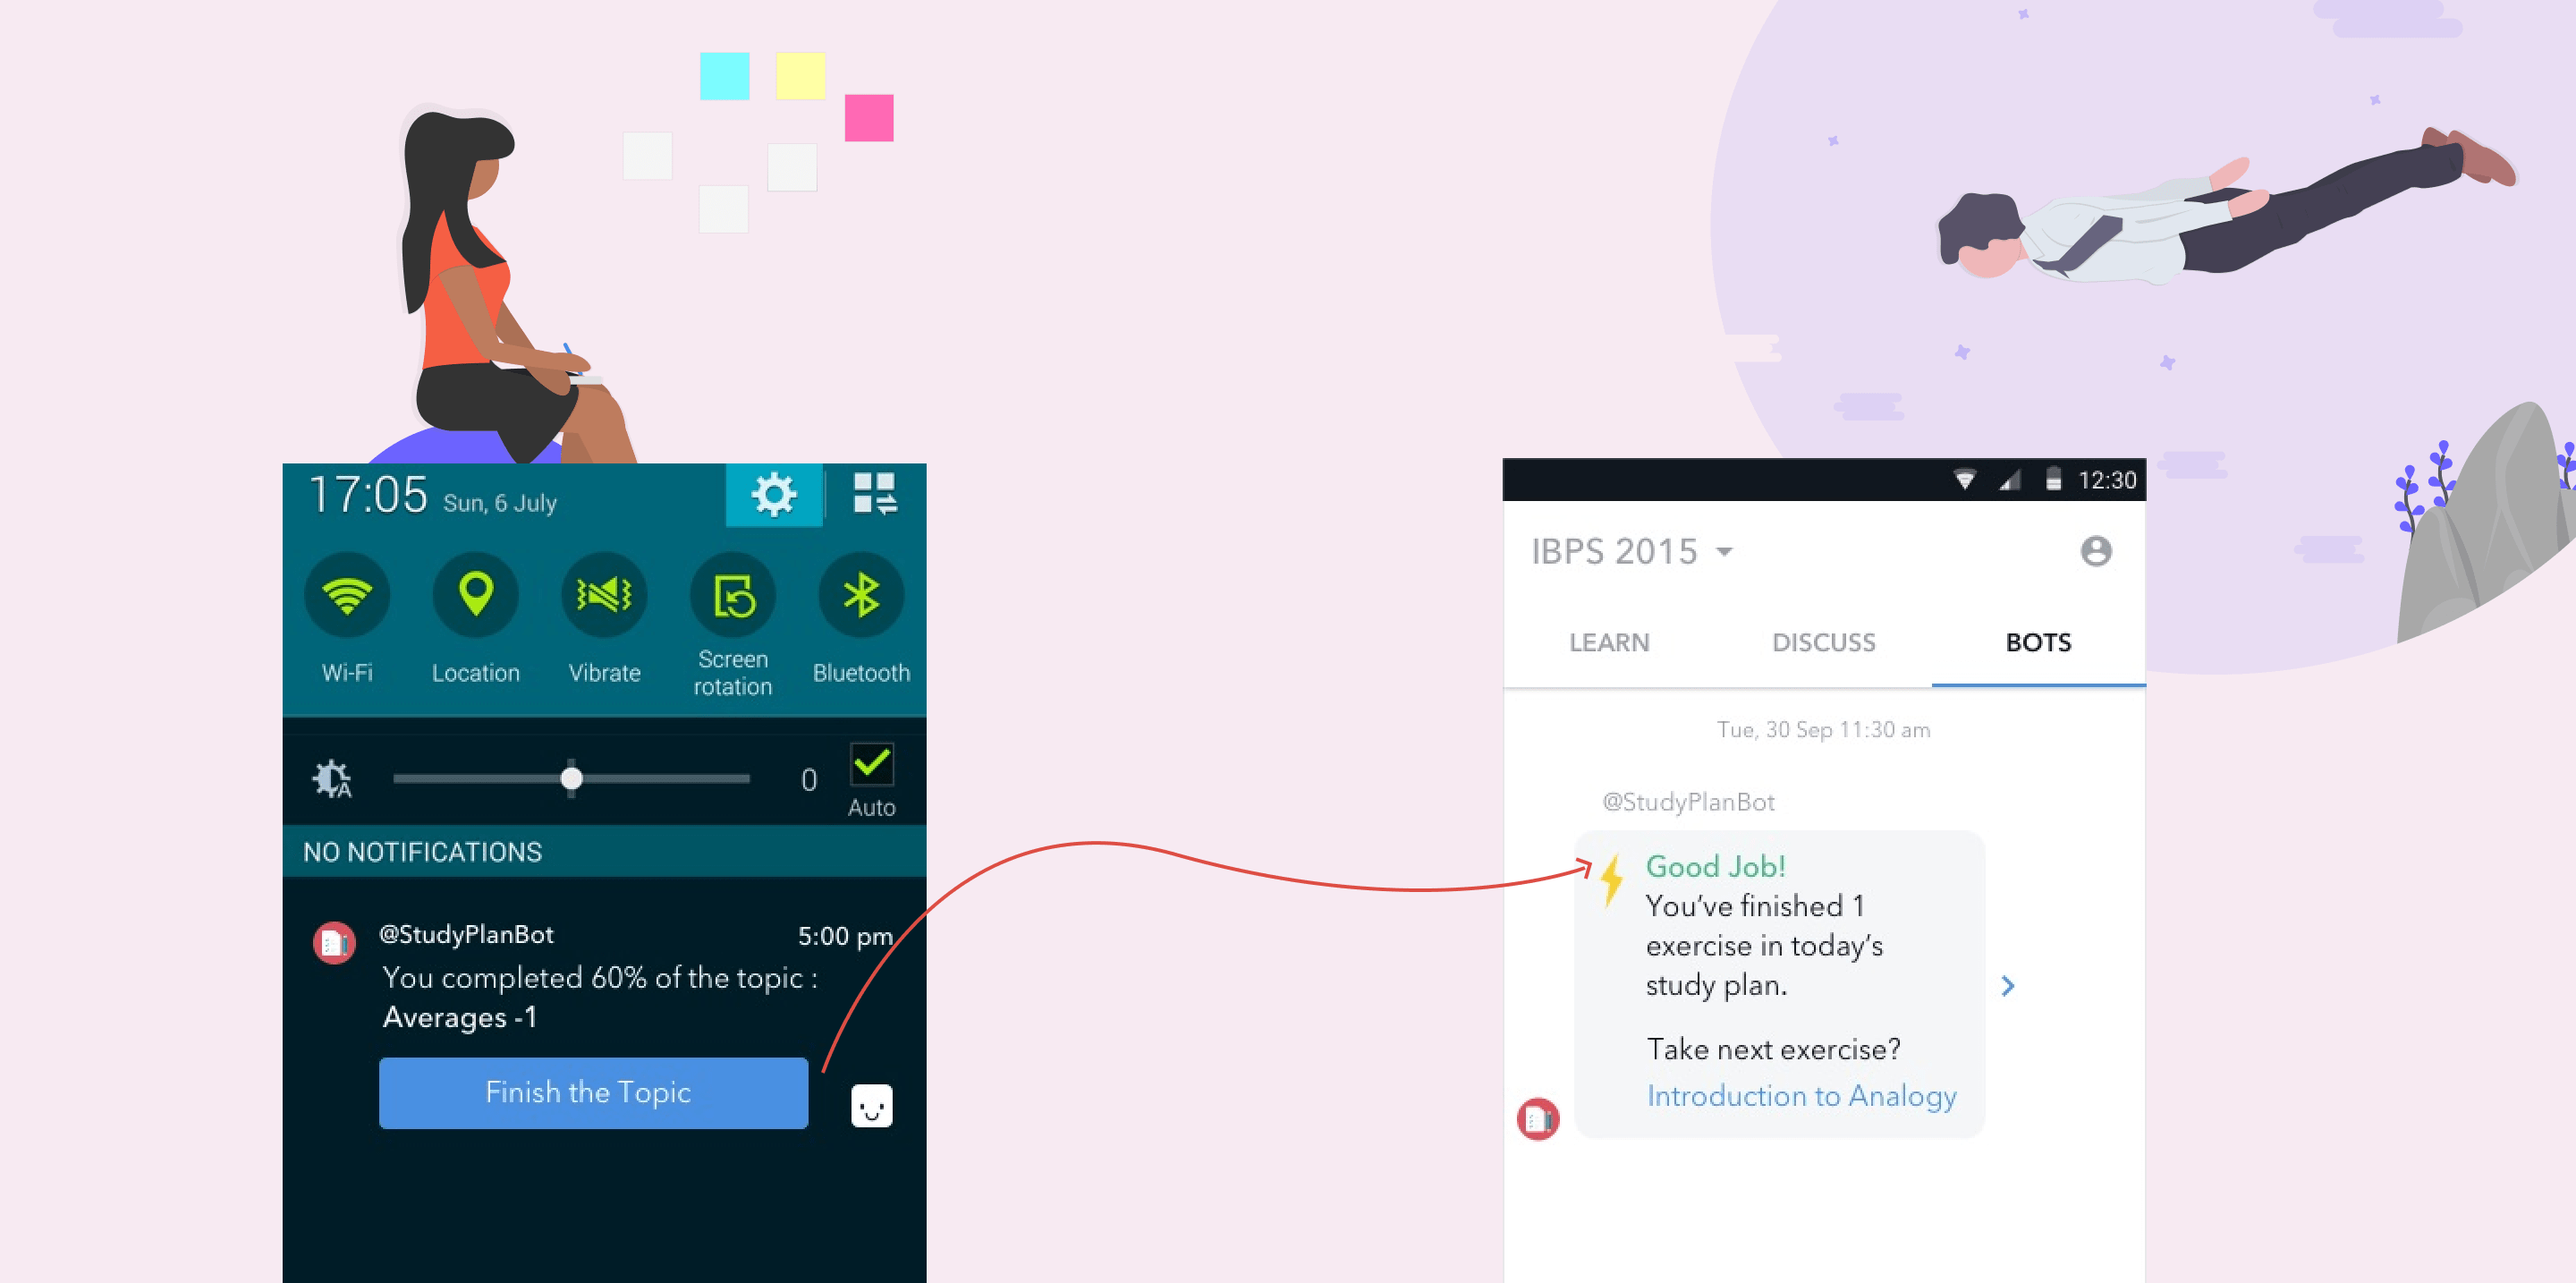 17:05 Sun, 6 July
Wi-Fi
Location
Vibrate
Screen
rotation
Bluetooth
A
0
Auto
NO NOTIFICATIONS
@StudyPlanBot 5:00 pm
You completed 60% of the topic :
Averages -1
Finish the Topic
12:30
IBPS 2015
LEARN DISCUSS BOTS
Tue, 30 Sep 11:30 am
@StudyPlanBot
Good Job!
You’ve finished 1
exercise in today’s
study plan.
Take next exercise?
Introduction to Analogy